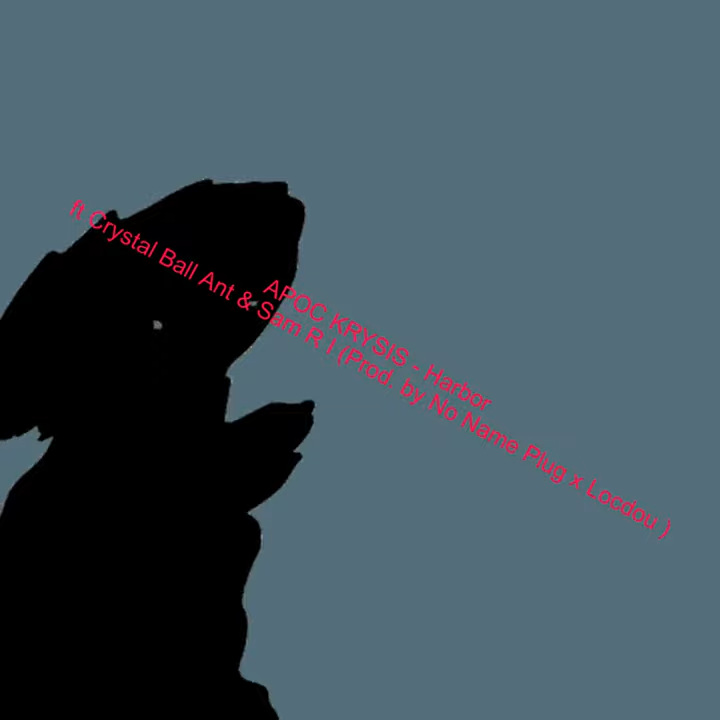 APOC KRYSIS - Harbor
ft Crystal Ball Ant & Sam R I (Prod. by No Name Plug x Locdou )